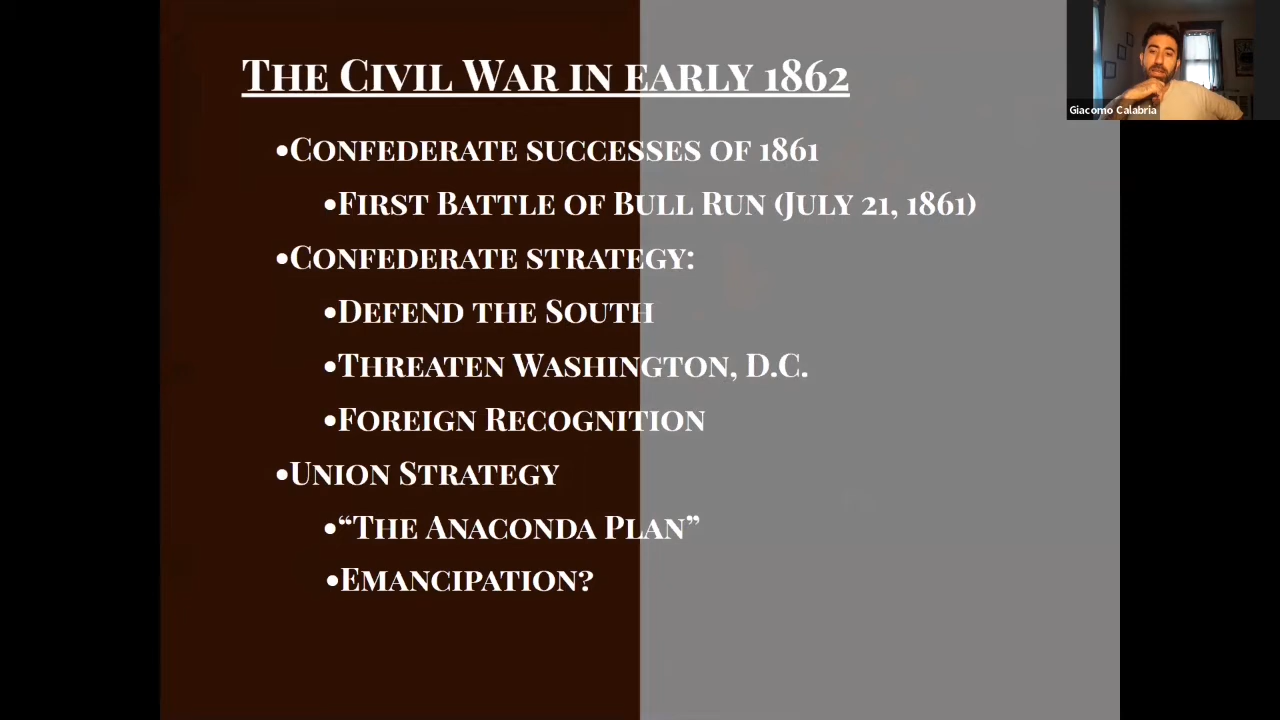 The Civil War in early 1862
•Confederate successes of 1861
•First Battle of Bull Run (July 21, 1861)
•Confederate strategy:
•Defend the South
•Threaten Washington, D.C.
•Foreign Recognition
•Union Strategy
•“The Anaconda Plan”
•Emancipation?
Giacomo Calabria